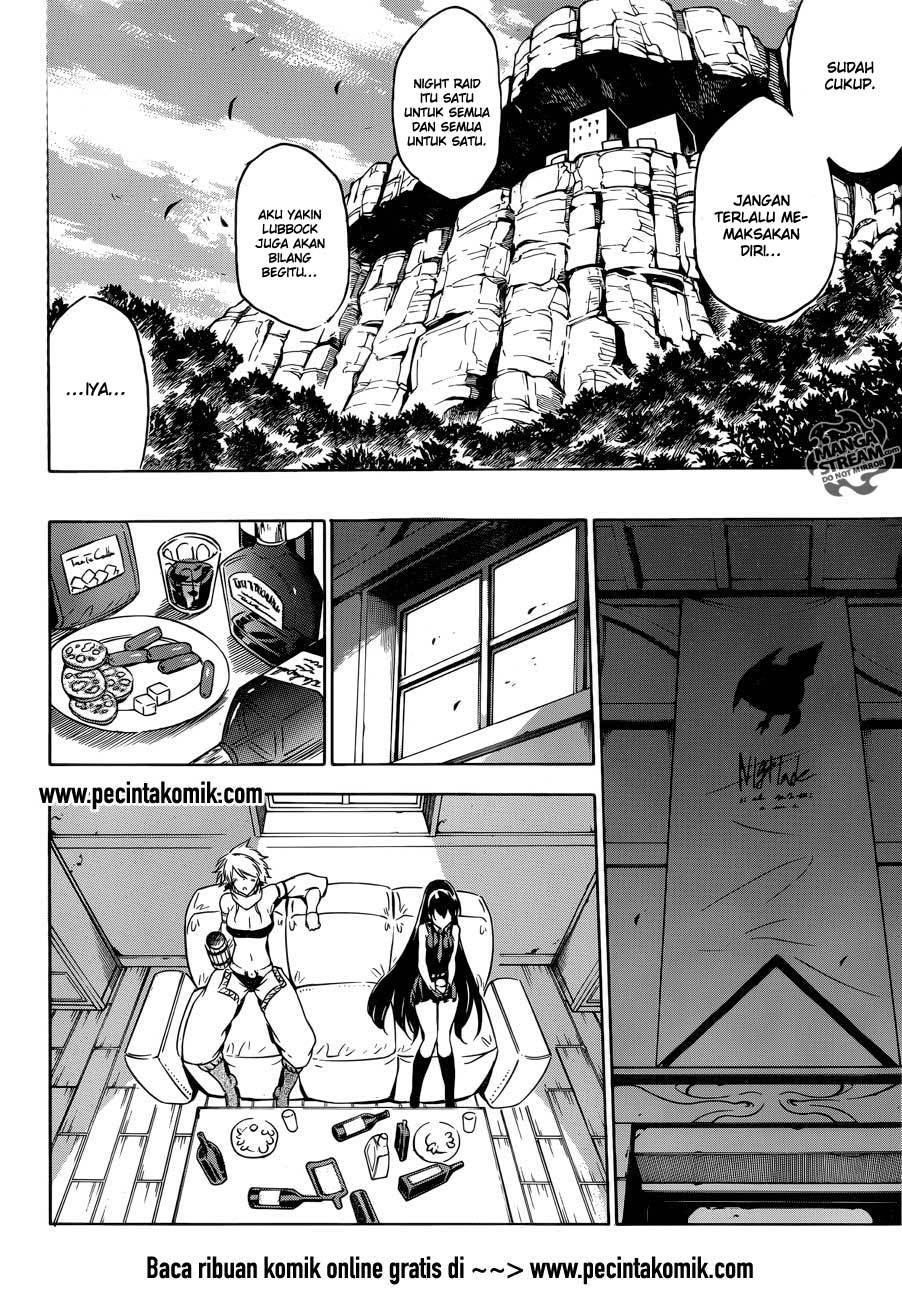 SUDAH
CUKUP.
JANGAN
TERLALU ME-
MAKSAKAN
DIRI...
NIGHT RAID
ITU SATU
UNTUK SEMUA
DAN SEMUA
UNTUK SATU.
AKU YAKIN
LUBBOCK
JUGA AKAN
BILANG
BEGITU...
...IYA...
MANGA
STREAM.com
DO NOT MIRROR
www.pecintakomik.com
Baca ribuan komik online gratis di ~~> www.pecintakomik.com